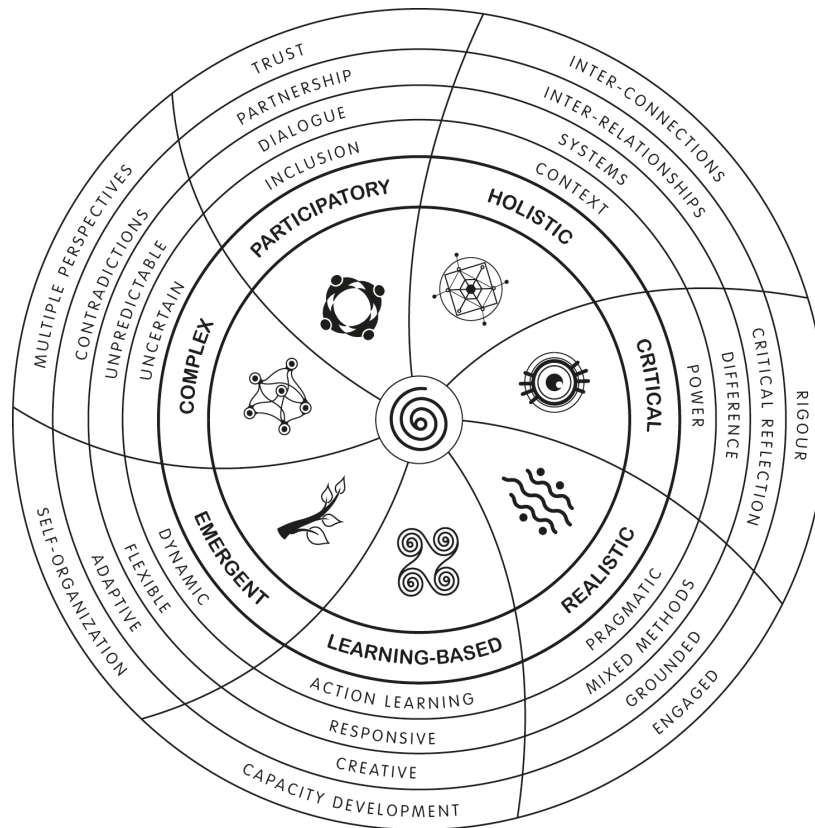 TRUST
PARTNERSHIP
DIALOGUE
INCLUSION
PARTICIPATORY
INTER-CONNECTIONS
INTER-RELATIONSHIPS
SYSTEMS
CONTEXT
HOLISTIC
RIGOUR
CRITICAL REFLECTION
DIFFERENCE
POWER
CRITICAL
REALISTIC
PRAGMATIC
MIXED METHODS
GROUNDED
ENGAGED
LEARNING-BASED
ACTION LEARNING
RESPONSIVE
CREATIVE
CAPACITY DEVELOPMENT
EMERGENT
DYNAMIC
FLEXIBLE
ADAPTIVE
SELF-ORGANIZATION
MULTIPLE PERSPECTIVES
CONTRADICTIONS
UNPREDICTABLE
UNCERTAIN
COMPLEX